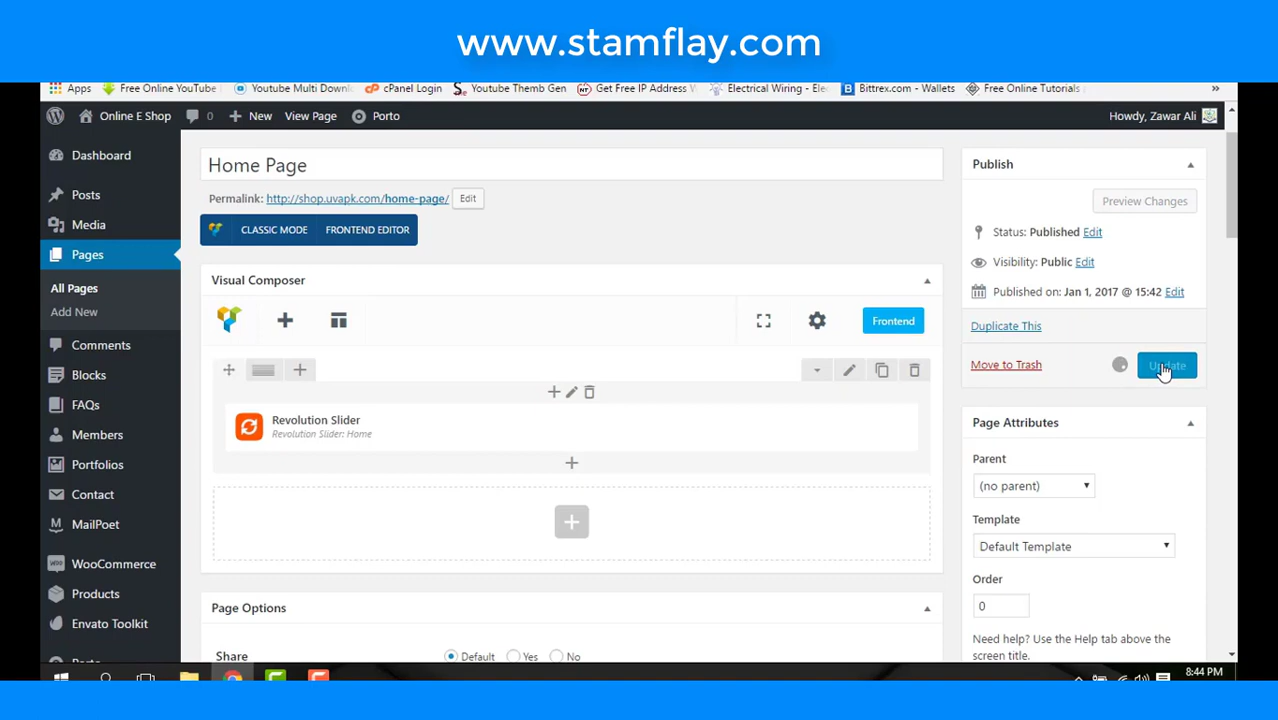 www.stamflay.com
Apps Free Online YouTube Youtube Multi Down cPanel Login Youtube Themb Gen Get Free IP Address Electrical Wiring - Ele Bittrex.com - Wallets Free Online Tutorials »
Online E Shop 0 New View Page Porto Howdy, Zawar Ali
Dashboard
Posts
Media
Pages
All Pages
Add New
Comments
Blocks
FAQs
Members
Portfolios
Contact
MailPoet
WooCommerce
Products
Envato Toolkit
Home Page
Permalink: http://shop.uvapk.com/home-page/ Edit
CLASSIC MODE FRONTEND EDITOR
Visual Composer
Frontend
Revolution Slider
Revolution Slider: Home
Page Options
Share Default Yes No
Publish
Preview Changes
Status: Published Edit
Visibility: Public Edit
Published on: Jan 1, 2017 @ 15:42 Edit
Duplicate This
Move to Trash Update
Page Attributes
Parent
(no parent)
Template
Default Template
Order
0
Need help? Use the Help tab above the
screen title.
8:44 PM